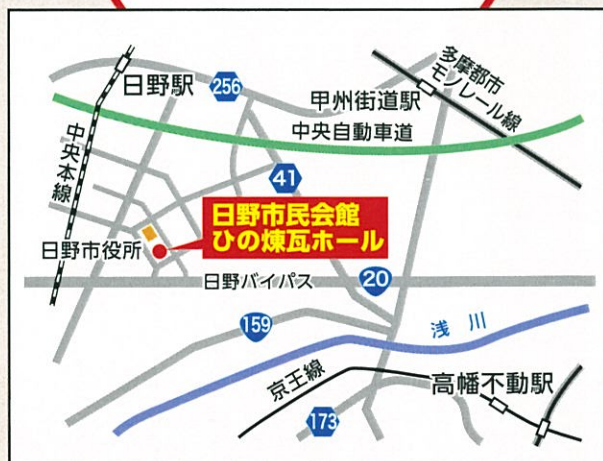 日野駅
256
甲州街道駅
多摩都市
モノレール線
中央自動車道
中央本線
41
日野市民会館
ひの煉瓦ホール
日野市役所
日野バイパス
20
159
浅川
京王線
高幡不動駅
173